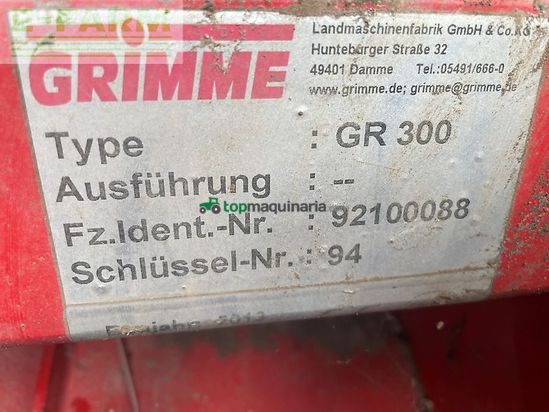 FARM
GRIMME
Landmaschinenfabrik GmbH & Co.KG
Hunteburger Straße 32
49401 Damme Tel.:05491/666-0
www.grimme.de; grimme@grimme.de
Type : GR 300
Ausführung : --
topmaquinaria
Fz.Ident.-Nr. : 92100088
Schlüssel-Nr. : 94